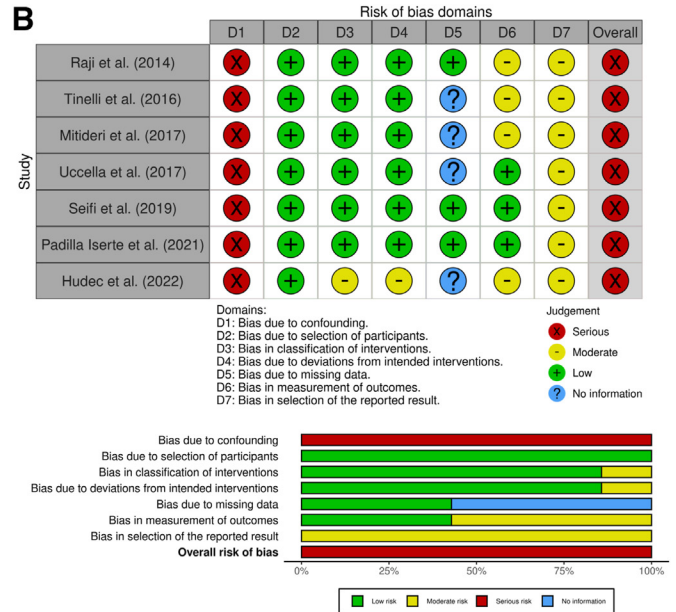 B
Risk of bias domains
D1 D2 D3 D4 D5 D6 D7 Overall
Study
Raji et al. (2014) X + + + + - - X
Tinelli et al. (2016) X + + + ? - - X
Mitideri et al. (2017) X + + + ? - - X
Uccella et al. (2017) X + + + ? + - X
Seifi et al. (2019) X + + + + + - X
Padilla Iserte et al. (2021) X + + + + + - X
Hudec et al. (2022) X + - - ? - - X
Domains:
D1: Bias due to confounding.
D2: Bias due to selection of participants.
D3: Bias in classification of interventions.
D4: Bias due to deviations from intended interventions.
D5: Bias due to missing data.
D6: Bias in measurement of outcomes.
D7: Bias in selection of the reported result.
Judgement
X Serious
- Moderate
+ Low
? No information
Bias due to confounding
Bias due to selection of participants
Bias in classification of interventions
Bias due to deviations from intended interventions
Bias due to missing data
Bias in measurement of outcomes
Bias in selection of the reported result
Overall risk of bias
0% 25% 50% 75% 100%
Low risk Moderate risk Serious risk No information